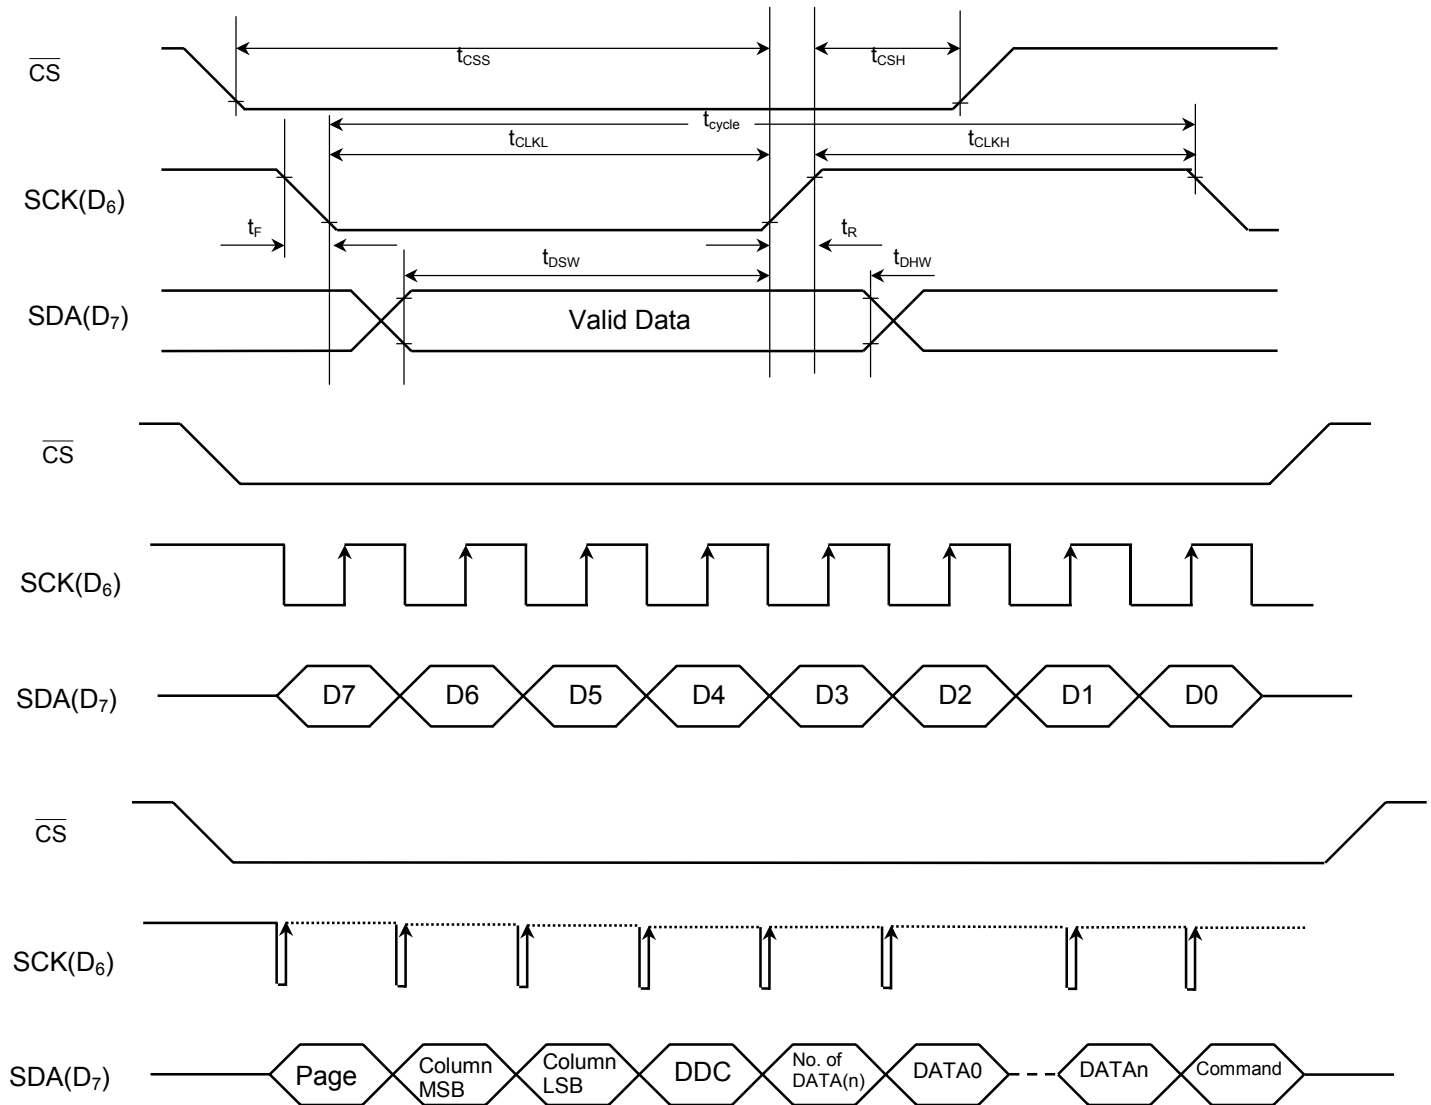 CS
tCSS
tCSH
tcycle
tCLKL
tCLKH
SCK(D6)
tF
tR
tDSW
tDHW
SDA(D7)
Valid Data
CS
SCK(D6)
SDA(D7)
D7 D6 D5 D4 D3 D2 D1 D0
CS
SCK(D6)
SDA(D7)
Page
Column
MSB
Column
LSB
DDC
No. of
DATA(n)
DATA0
DATAn
Command